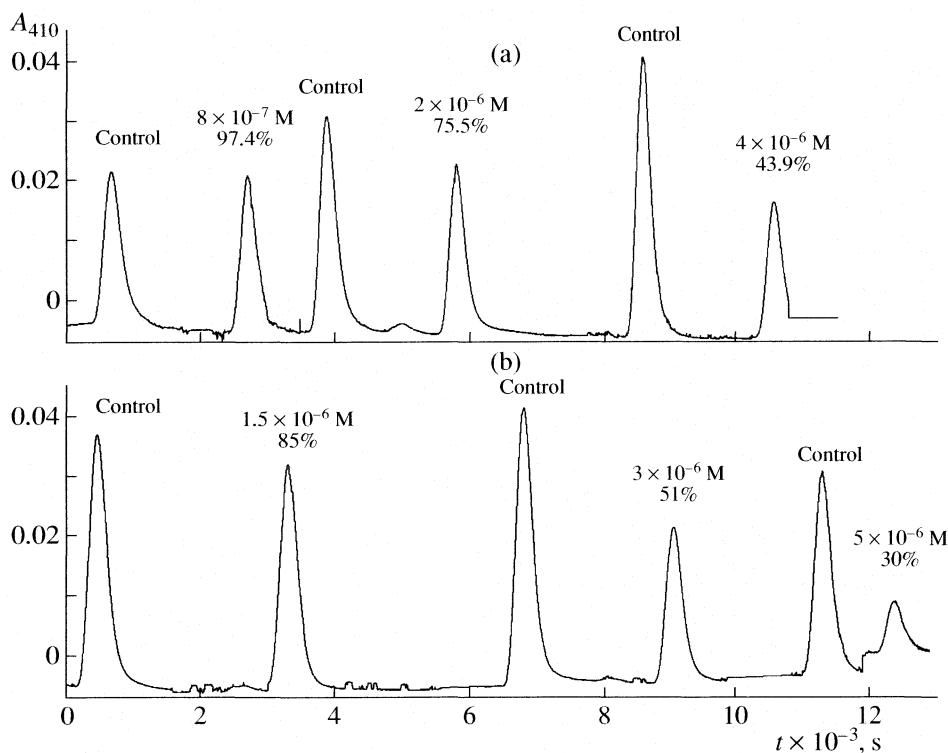 A₄₁₀
(a)
0.04
0.02
0
Control
8 × 10⁻⁷ M
97.4%
Control
2 × 10⁻⁶ M
75.5%
Control
4 × 10⁻⁶ M
43.9%
(b)
0.04
0.02
0
Control
1.5 × 10⁻⁶ M
85%
Control
3 × 10⁻⁶ M
51%
Control
5 × 10⁻⁶ M
30%
0 2 4 6 8 10 12
t × 10⁻³, s